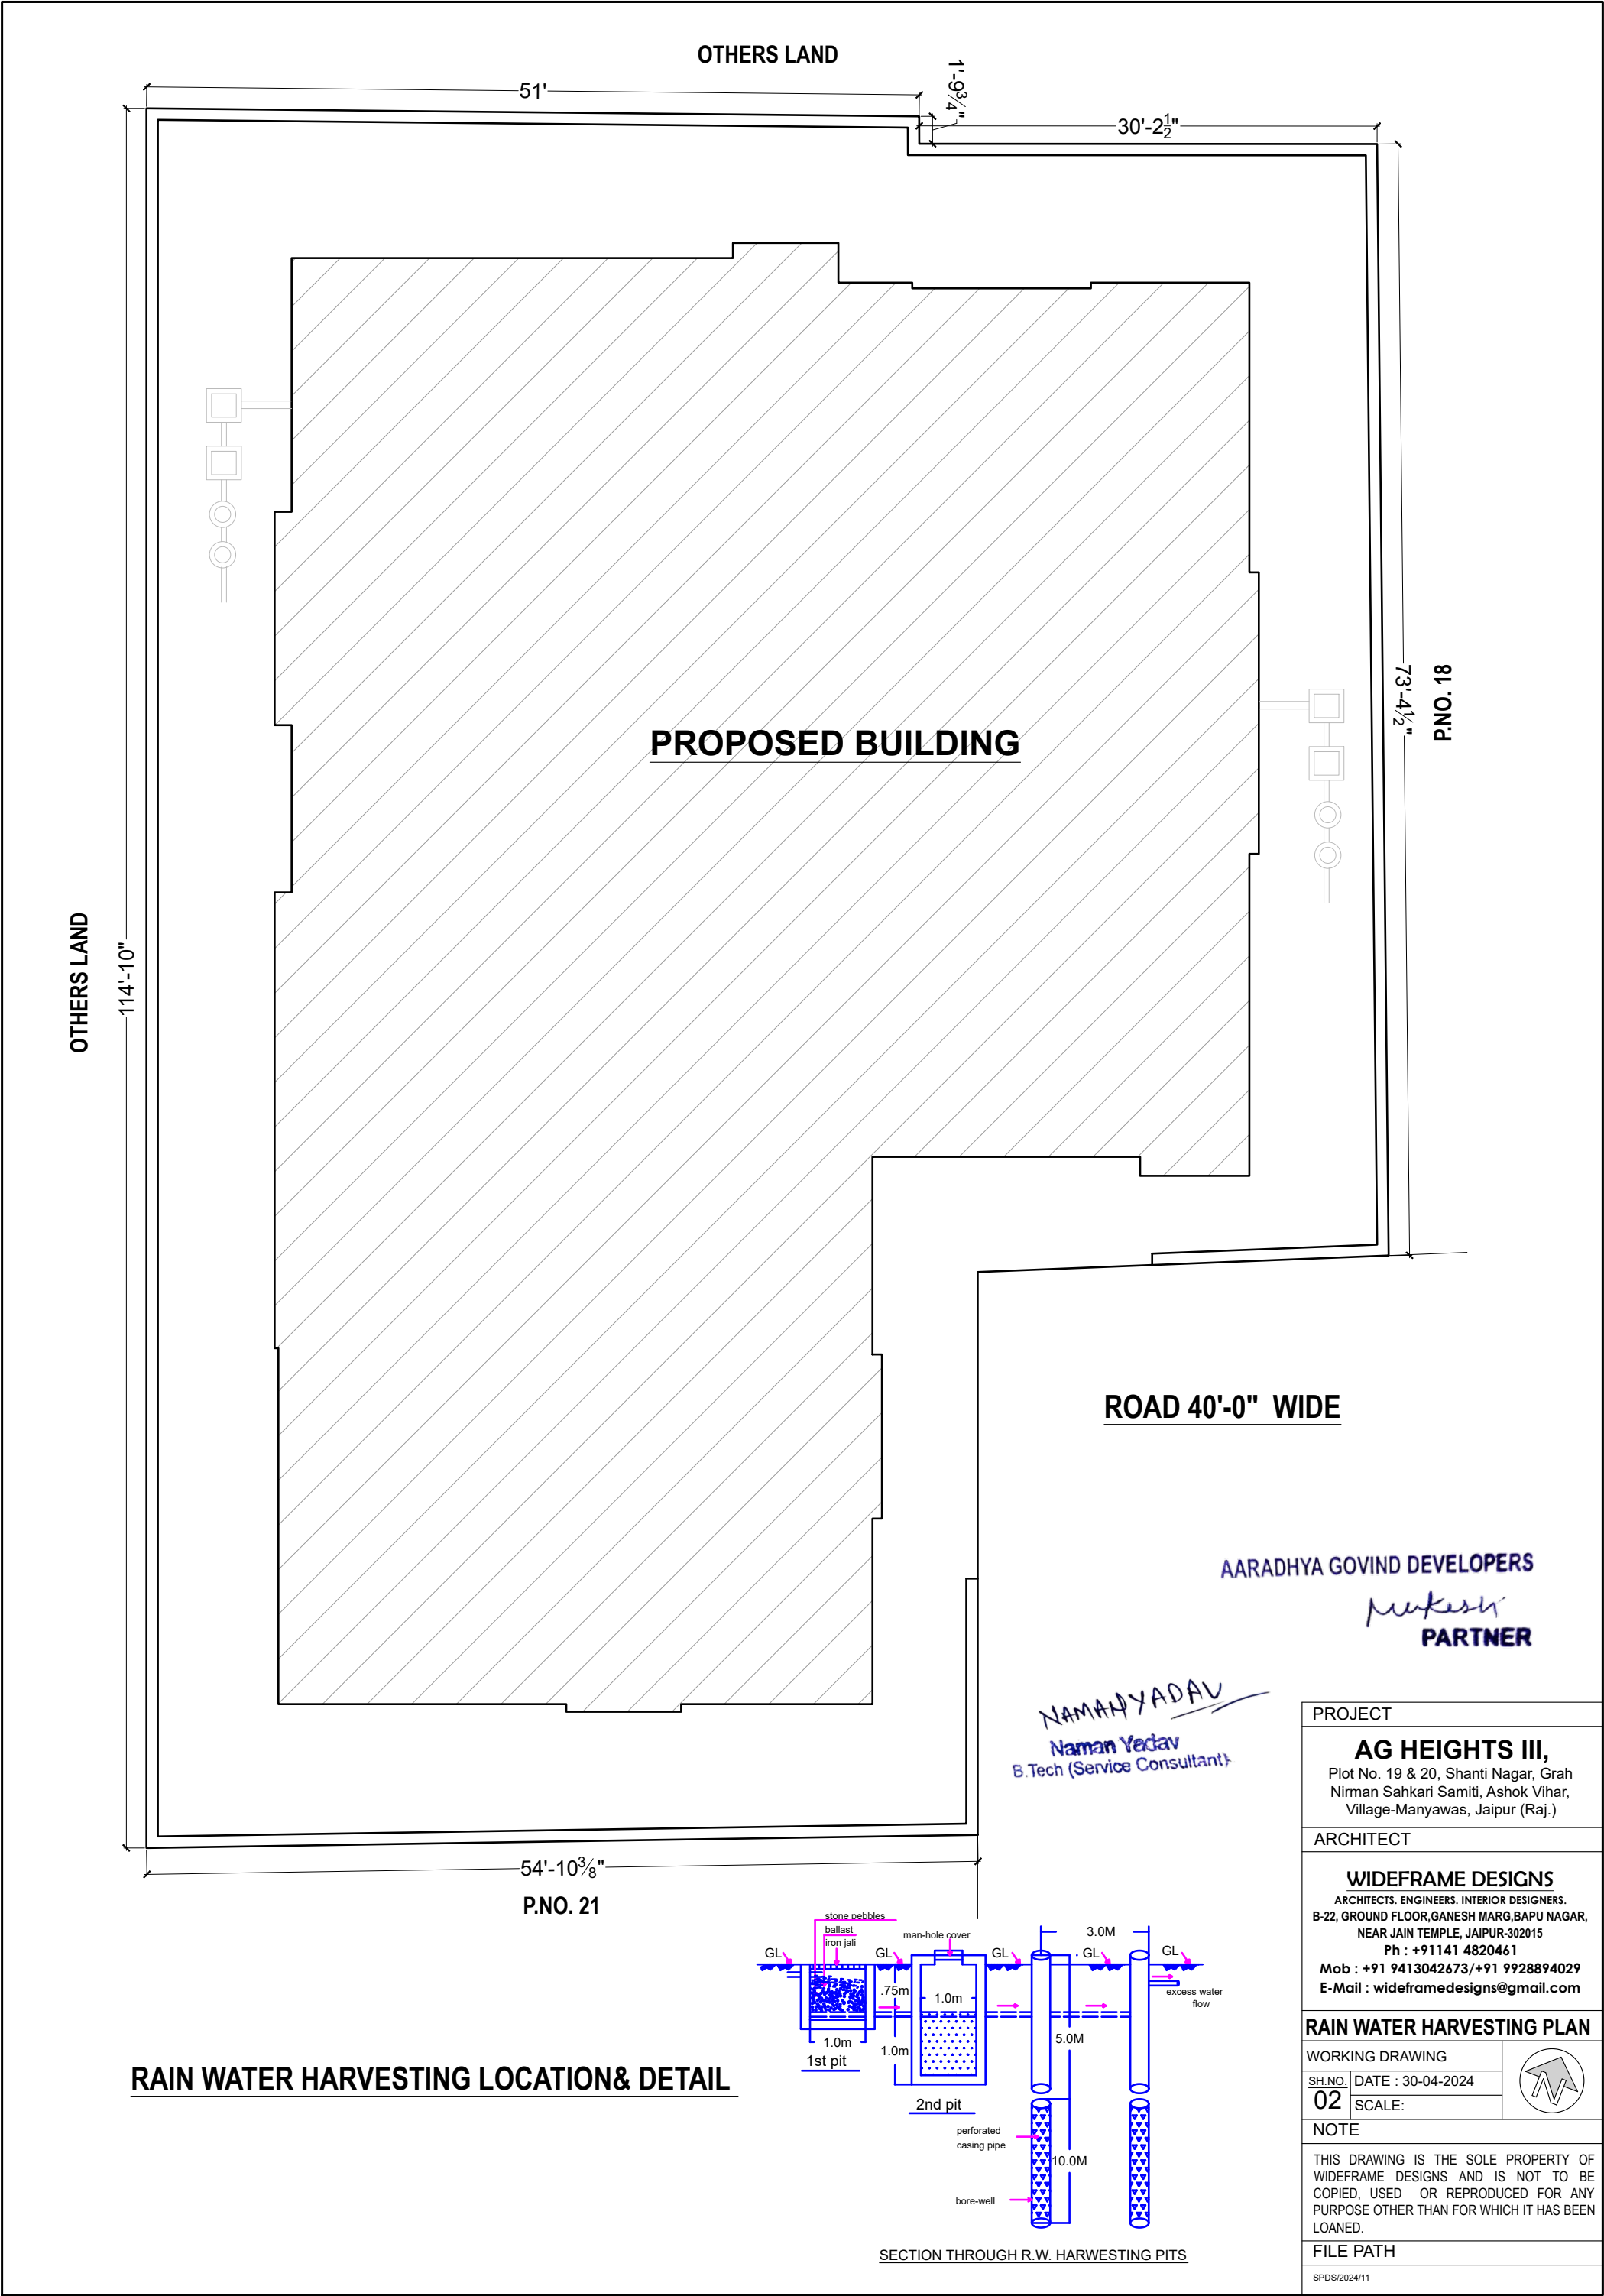 OTHERS LAND
51'
1'-9¾"
30'-2½"
73'-4½"
P.NO. 18
PROPOSED BUILDING
OTHERS LAND
114'-10"
ROAD 40'-0" WIDE
AARADHYA GOVIND DEVELOPERS
Mukesh
PARTNER
NAMAN YADAV
Naman Yadav
B.Tech (Service Consultant)
54'-10⅜"
P.NO. 21
RAIN WATER HARVESTING LOCATION& DETAIL
stone pebbles
ballast
iron jali
man-hole cover
3.0M
GL
GL
GL
. GL
GL
.75m
1.0m
excess water
flow
1.0m
1.0m
5.0M
1st pit
2nd pit
perforated
casing pipe
10.0M
bore-well
SECTION THROUGH R.W. HARWESTING PITS
PROJECT
AG HEIGHTS III,
Plot No. 19 & 20, Shanti Nagar, Grah
Nirman Sahkari Samiti, Ashok Vihar,
Village-Manyawas, Jaipur (Raj.)
ARCHITECT
WIDEFRAME DESIGNS
ARCHITECTS. ENGINEERS. INTERIOR DESIGNERS.
B-22, GROUND FLOOR,GANESH MARG,BAPU NAGAR,
NEAR JAIN TEMPLE, JAIPUR-302015
Ph : +91141 4820461
Mob : +91 9413042673/+91 9928894029
E-Mail : wideframedesigns@gmail.com
RAIN WATER HARVESTING PLAN
WORKING DRAWING
SH.NO.
02
DATE : 30-04-2024
SCALE:
N
NOTE
THIS DRAWING IS THE SOLE PROPERTY OF
WIDEFRAME DESIGNS AND IS NOT TO BE
COPIED, USED OR REPRODUCED FOR ANY
PURPOSE OTHER THAN FOR WHICH IT HAS BEEN
LOANED.
FILE PATH
SPDS/2024/11